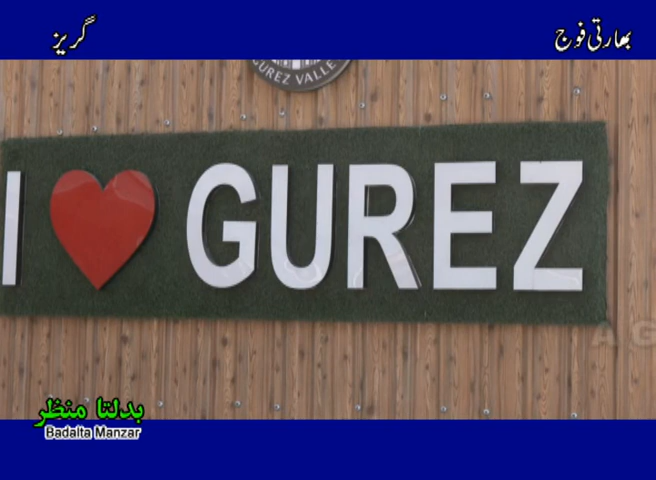 بھارتی فوج
گریز
GUREZ VALLE
I ❤ GUREZ
A G
بدلتا منظر
Badalta Manzar